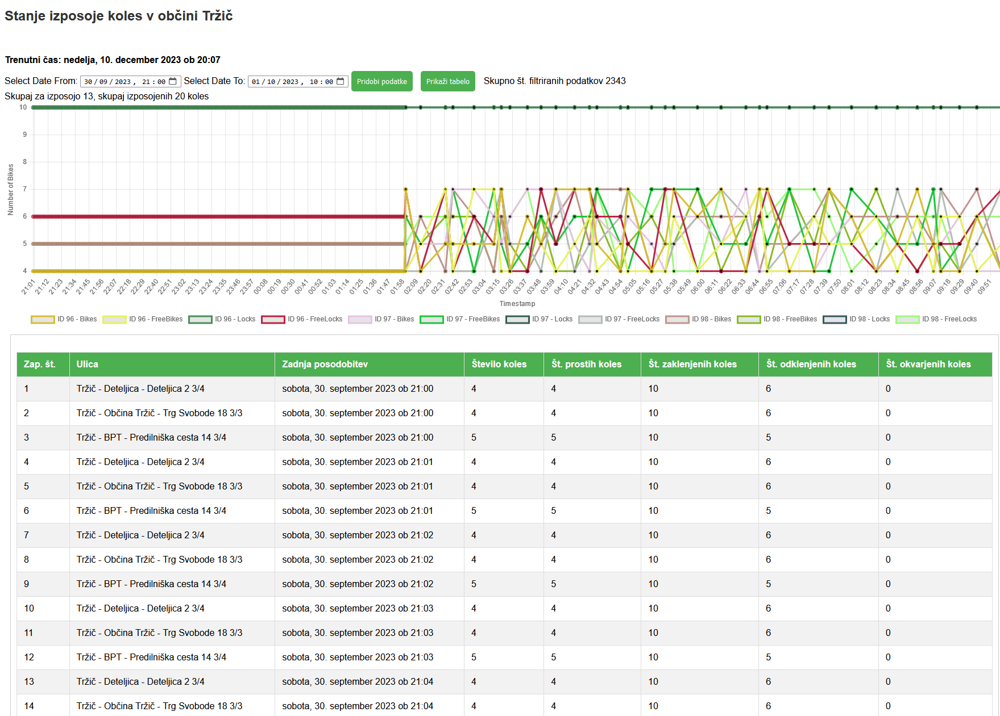 Stanje izposoje koles v občini Tržič
Trenutni čas: nedelja, 10. december 2023 ob 20:07
Select Date From: 30/09/2023, 21:00 Select Date To: 01/10/2023, 10:00 Pridobi podatke Prikaži tabelo Skupno št. filtriranih podatkov 2343
Skupaj za izposojo 13, skupaj izposojenih 20 koles
10
9
8
7
6
5
4
Number of Bikes
21:01 21:12 21:23 21:34 21:45 21:56 22:07 22:18 22:29 22:40 22:51 23:02 23:13 23:24 23:35 23:46 23:57 00:08 00:19 00:30 00:41 00:52 01:03 01:14 01:25 01:36 01:47 01:58 02:09 02:20 02:31 02:42 02:53 03:04 03:15 03:26 03:37 03:48 03:59 04:10 04:21 04:32 04:43 04:54 05:05 05:16 05:27 05:38 05:49 06:00 06:11 06:22 06:33 06:44 06:55 07:06 07:17 07:28 07:39 07:50 08:01 08:12 08:23 08:34 08:45 08:56 09:07 09:18 09:29 09:40 09:51
Timestamp
ID 96 - Bikes ID 96 - FreeBikes ID 96 - Locks ID 96 - FreeLocks ID 97 - Bikes ID 97 - FreeBikes ID 97 - Locks ID 97 - FreeLocks ID 98 - Bikes ID 98 - FreeBikes ID 98 - Locks ID 98 - FreeLocks
Zap. št. Ulica Zadnja posodobitev Število koles Št. prostih koles Št. zaklenjenih koles Št. odklenjenih koles Št. okvarjenih koles
1 Tržič - Deteljica - Deteljica 2 3/4 sobota, 30. september 2023 ob 21:00 4 4 10 6 0
2 Tržič - Občina Tržič - Trg Svobode 18 3/3 sobota, 30. september 2023 ob 21:00 4 4 10 6 0
3 Tržič - BPT - Predilniška cesta 14 3/4 sobota, 30. september 2023 ob 21:00 5 5 10 5 0
4 Tržič - Deteljica - Deteljica 2 3/4 sobota, 30. september 2023 ob 21:01 4 4 10 6 0
5 Tržič - Občina Tržič - Trg Svobode 18 3/3 sobota, 30. september 2023 ob 21:01 4 4 10 6 0
6 Tržič - BPT - Predilniška cesta 14 3/4 sobota, 30. september 2023 ob 21:01 5 5 10 5 0
7 Tržič - Deteljica - Deteljica 2 3/4 sobota, 30. september 2023 ob 21:02 4 4 10 6 0
8 Tržič - Občina Tržič - Trg Svobode 18 3/3 sobota, 30. september 2023 ob 21:02 4 4 10 6 0
9 Tržič - BPT - Predilniška cesta 14 3/4 sobota, 30. september 2023 ob 21:02 5 5 10 5 0
10 Tržič - Deteljica - Deteljica 2 3/4 sobota, 30. september 2023 ob 21:03 4 4 10 6 0
11 Tržič - Občina Tržič - Trg Svobode 18 3/3 sobota, 30. september 2023 ob 21:03 4 4 10 6 0
12 Tržič - BPT - Predilniška cesta 14 3/4 sobota, 30. september 2023 ob 21:03 5 5 10 5 0
13 Tržič - Deteljica - Deteljica 2 3/4 sobota, 30. september 2023 ob 21:04 4 4 10 6 0
14 Tržič - Občina Tržič - Trg Svobode 18 3/3 sobota, 30. september 2023 ob 21:04 4 4 10 6 0